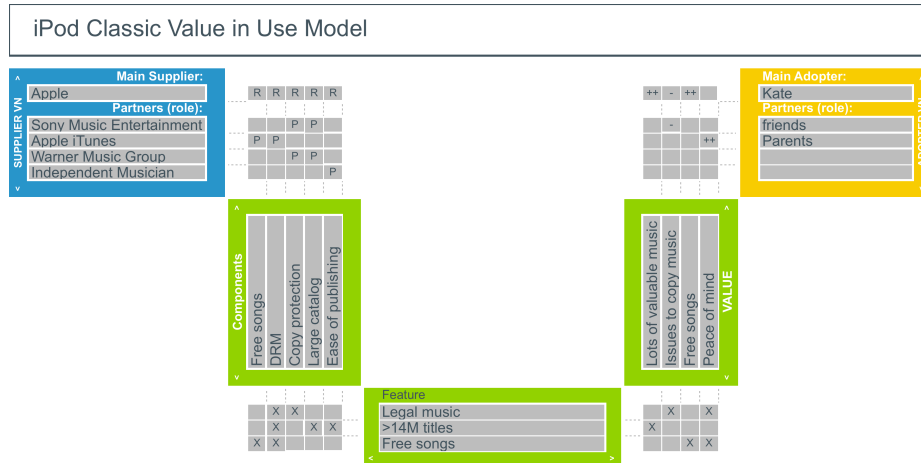 iPod Classic Value in Use Model
Main Supplier:
Apple
Partners (role):
Sony Music Entertainment
Apple iTunes
Warner Music Group
Independent Musician
SUPPLIER VN
R R R R R
P P
P P
P P
P
++ - ++
-
++
Main Adopter:
Kate
Partners (role):
friends
Parents
Components
Free songs
DRM
Copy protection
Large catalog
Ease of publishing
Lots of valuable music
Issues to copy music
Free songs
Peace of mind
VALUE
X X
X X X
X X
Feature
Legal music
>14M titles
Free songs
X X
X
X X